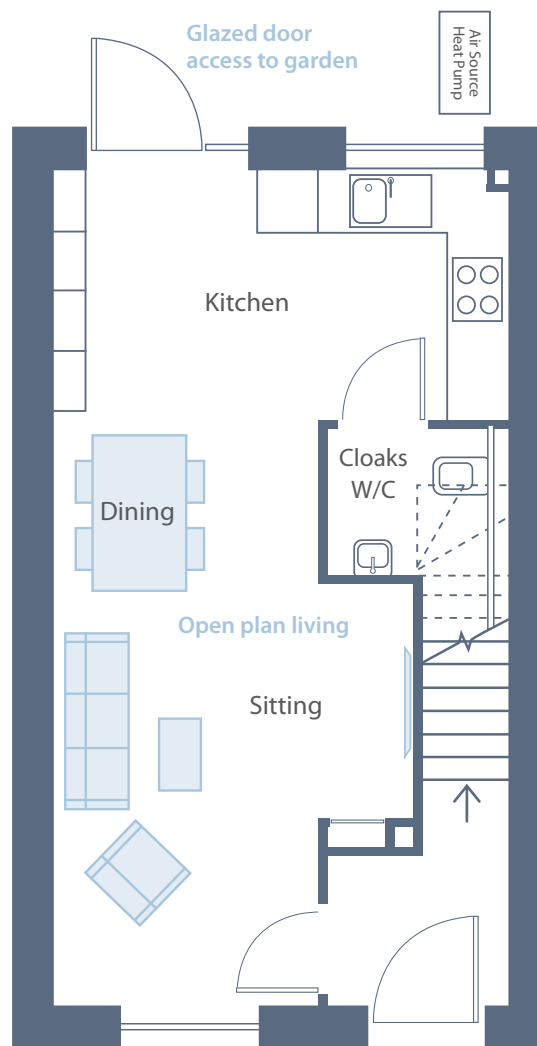 Glazed door
access to garden
Air Source
Heat Pump
Kitchen
Cloaks
W/C
Dining
Open plan living
Sitting